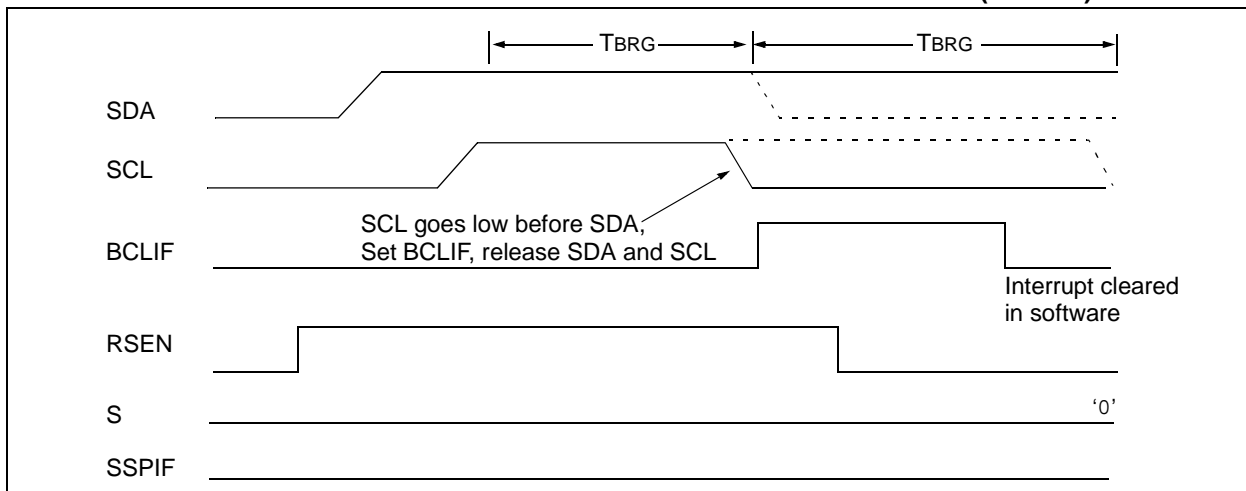 TBRG TBRG
SDA
SCL
SCL goes low before SDA,
Set BCLIF, release SDA and SCL
BCLIF
Interrupt cleared
in software
RSEN
S
‘0’
SSPIF